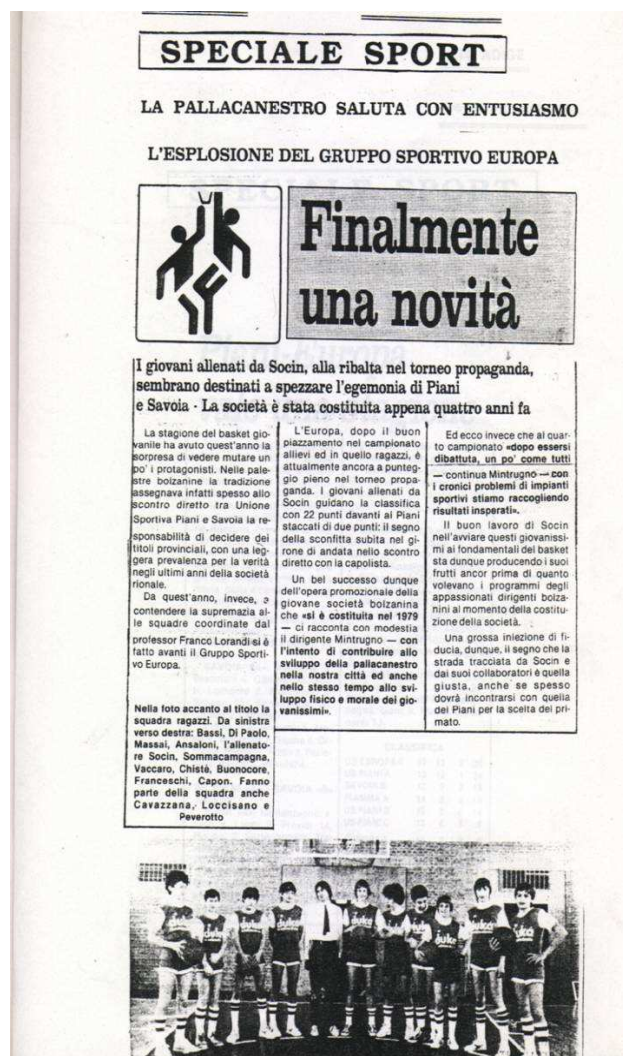 SPECIALE SPORT
LA PALLACANESTRO SALUTA CON ENTUSIASMO
L'ESPLOSIONE DEL GRUPPO SPORTIVO EUROPA
Finalmente
una novità
I giovani allenati da Socin, alla ribalta nel torneo propaganda,
sembrano destinati a spezzare l'egemonia di Piani
e Savoia - La società è stata costituita appena quattro anni fa
La stagione del basket gio-
vanile ha avuto quest'anno la
sorpresa di vedere mutare un
po' i protagonisti. Nelle pale-
stre bolzanine la tradizione
assegnava infatti spesso allo
scontro diretto tra Unione
Sportiva Piani e Savoia la re-
sponsabilità di decidere dei
titoli provinciali, con una leg-
gera prevalenza per la verità
negli ultimi anni della società
rionale.
Da quest'anno, invece, a
contendere la supremazia al-
le squadre coordinate dal
professor Franco Lorandi si è
fatto avanti il Gruppo Sporti-
vo Europa.
Nella foto accanto al titolo la
squadra ragazzi. Da sinistra
verso destra: Bassi, Di Paolo,
Massai, Ansaloni, l'allenato-
re Socin, Sommacampagna,
Vaccaro, Chistè, Buonocore,
Franceschi, Capon. Fanno
parte della squadra anche
Cavazzana, Loccisano e
Peverotto
L'Europa, dopo il buon
piazzamento nel campionato
allievi ed in quello ragazzi, è
attualmente ancora a punteg-
gio pieno nel torneo propa-
ganda. I giovani allenati da
Socin guidano la classifica
con 22 punti davanti ai Piani
staccati di due punti: il segno
della sconfitta subita nel gi-
rone di andata nello scontro
diretto con la capolista.
Un bel successo dunque
dell'opera promozionale della
giovane società bolzanina
che «si è costituita nel 1979
— ci racconta con modestia
il dirigente Mintrugno — con
l'intento di contribuire allo
sviluppo della pallacanestro
nella nostra città ed anche
nello stesso tempo allo svi-
luppo fisico e morale dei gio-
vanissimi».
Ed ecco invece che al quar-
to campionato «dopo essersi
dibattuta, un po' come tutti
— continua Mintrugno — con
i cronici problemi di impianti
sportivi stiamo raccogliendo
risultati insperati».
Il buon lavoro di Socin
nell'avviare questi giovanissi-
mi ai fondamentali del basket
sta dunque producendo i suoi
frutti ancor prima di quanto
volevano i programmi degli
appassionati dirigenti bolza-
nini al momento della costitu-
zione della società.
Una grossa iniezione di fi-
ducia, dunque, il segno che la
strada tracciata da Socin e
dai suoi collaboratori è quella
giusta, anche se spesso
dovrà incontrarsi con quella
dei Piani per la scelta del pri-
mato.